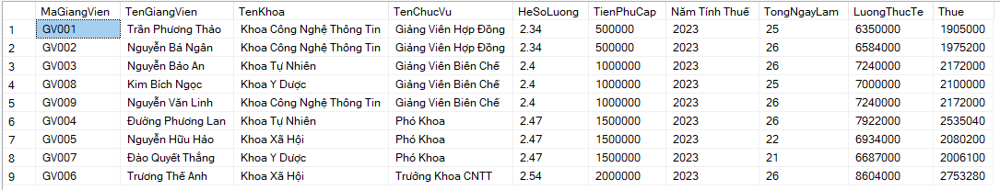 MaGiangVien TenGiangVien TenKhoa TenChucVu HeSoLuong TienPhuCap Năm Tính Thuế TongNgayLam LuongThucTe Thue
1 GV001 Trần Phương Thảo Khoa Công Nghệ Thông Tin Giảng Viên Hợp Đồng 2.34 500000 2023 25 6350000 1905000
2 GV002 Nguyễn Bá Ngân Khoa Công Nghệ Thông Tin Giảng Viên Hợp Đồng 2.34 500000 2023 26 6584000 1975200
3 GV003 Nguyễn Bảo An Khoa Tự Nhiên Giảng Viên Biên Chế 2.4 1000000 2023 26 7240000 2172000
4 GV008 Kim Bích Ngọc Khoa Y Dược Giảng Viên Biên Chế 2.4 1000000 2023 25 7000000 2100000
5 GV009 Nguyễn Văn Linh Khoa Công Nghệ Thông Tin Giảng Viên Biên Chế 2.4 1000000 2023 26 7240000 2172000
6 GV004 Đường Phương Lan Khoa Tự Nhiên Phó Khoa 2.47 1500000 2023 26 7922000 2535040
7 GV005 Nguyễn Hữu Hảo Khoa Xã Hội Phó Khoa 2.47 1500000 2023 22 6934000 2080200
8 GV007 Đào Quyết Thắng Khoa Y Dược Phó Khoa 2.47 1500000 2023 21 6687000 2006100
9 GV006 Trương Thế Anh Khoa Xã Hội Trưởng Khoa CNTT 2.54 2000000 2023 26 8604000 2753280